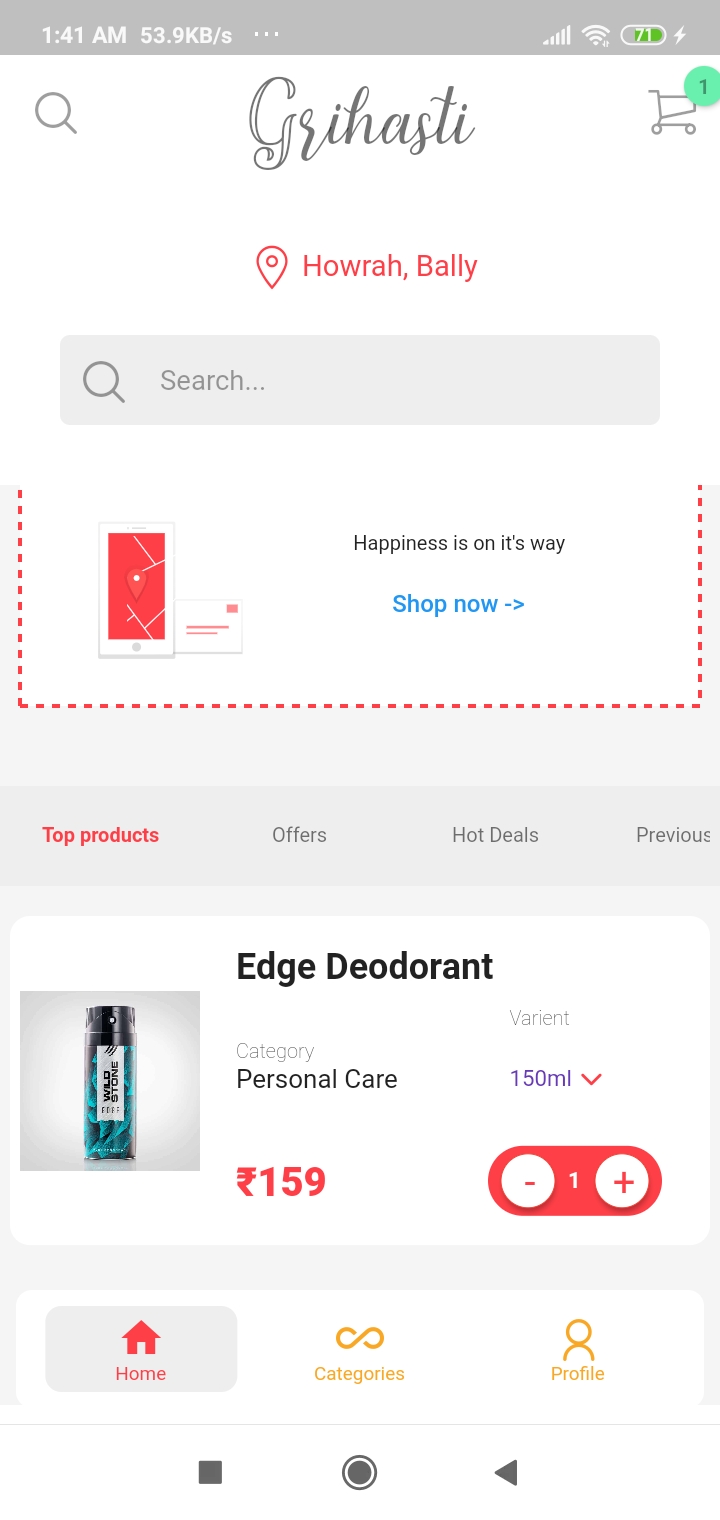 1:41 AM 53.9KB/s ...
71
1
Grihasti
Howrah, Bally
Search...
Happiness is on it's way
Shop now ->
Top products Offers Hot Deals Previous
Edge Deodorant
Varient
Category
Personal Care
150ml
WILD
STONE
EDGE
₹159
- 1 +
Home Categories Profile